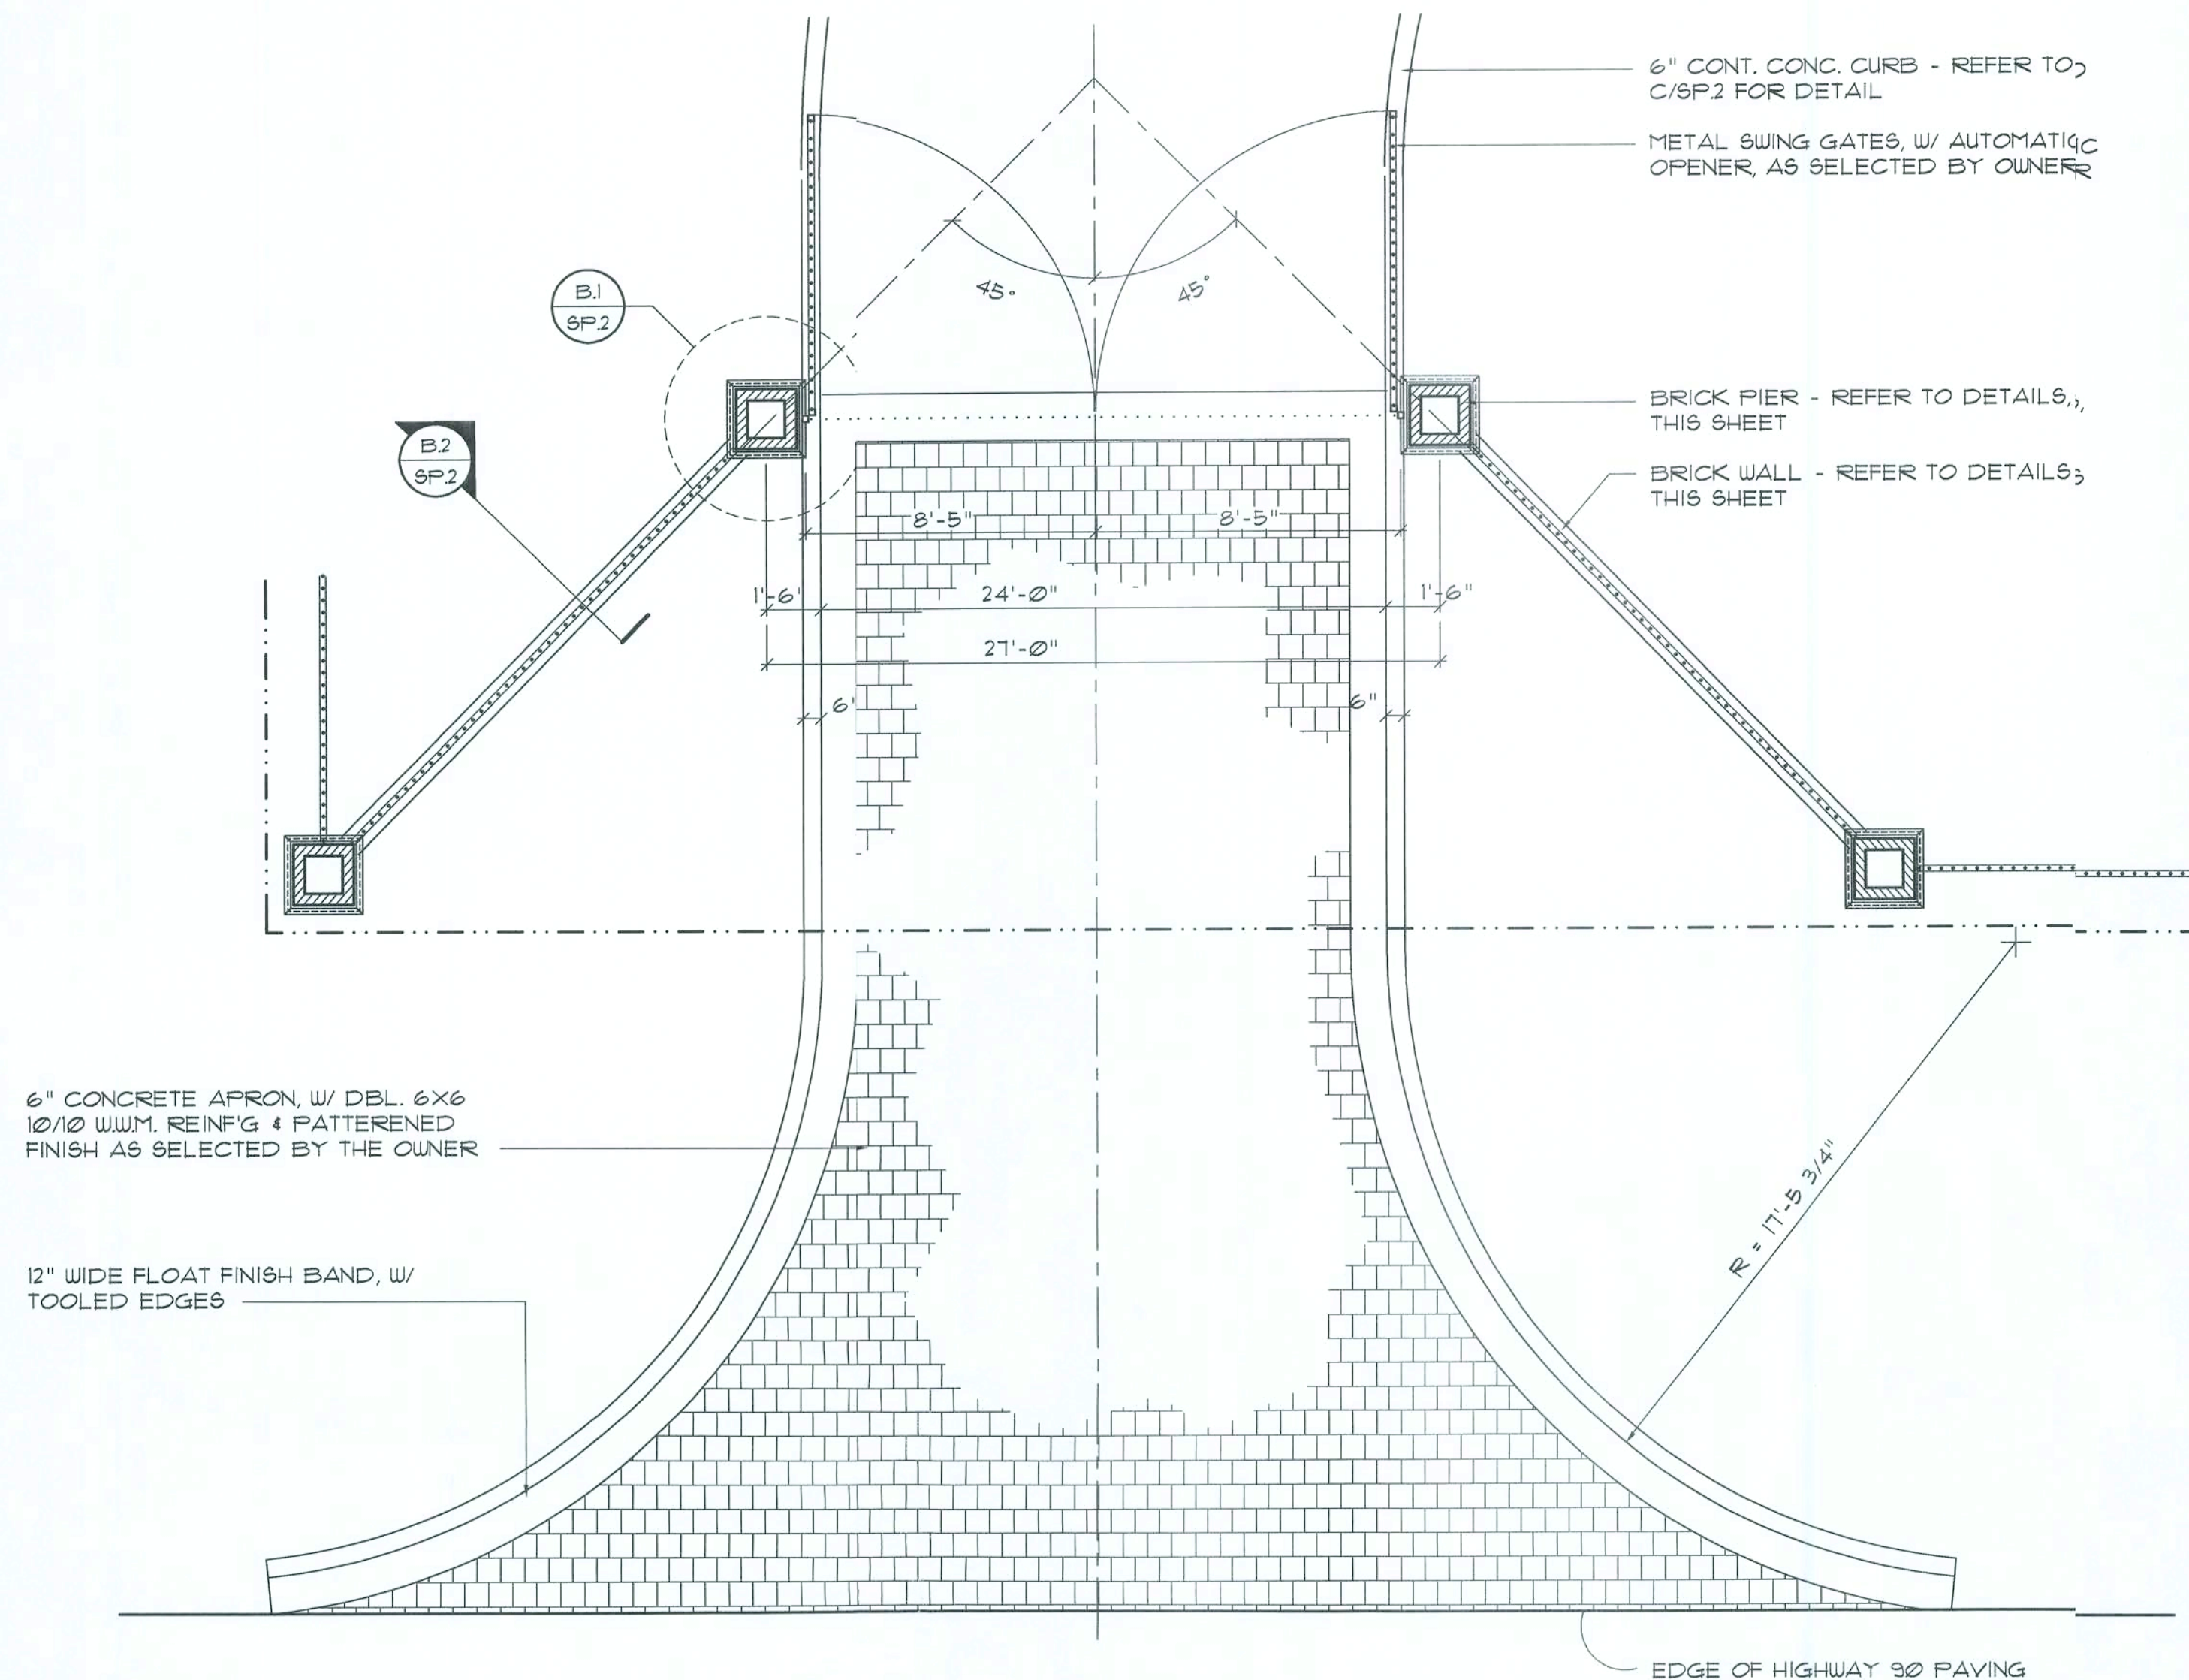 6" CONT. CONC. CURB - REFER TO
C/SP.2 FOR DETAIL
METAL SWING GATES, W/ AUTOMATIC
OPENER, AS SELECTED BY OWNER
45°
45°
B.1
SP.2
BRICK PIER - REFER TO DETAILS,
THIS SHEET
B.2
SP.2
BRICK WALL - REFER TO DETAILS
THIS SHEET
8'-5"
8'-5"
1'-6'
24'-0"
1'-6"
27'-0"
6'
6"
6" CONCRETE APRON, W/ DBL. 6X6
10/10 W.W.M. REINF'G & PATTERENED
FINISH AS SELECTED BY THE OWNER
R = 17'-5 3/4"
12" WIDE FLOAT FINISH BAND, W/
TOOLED EDGES
EDGE OF HIGHWAY 90 PAVING